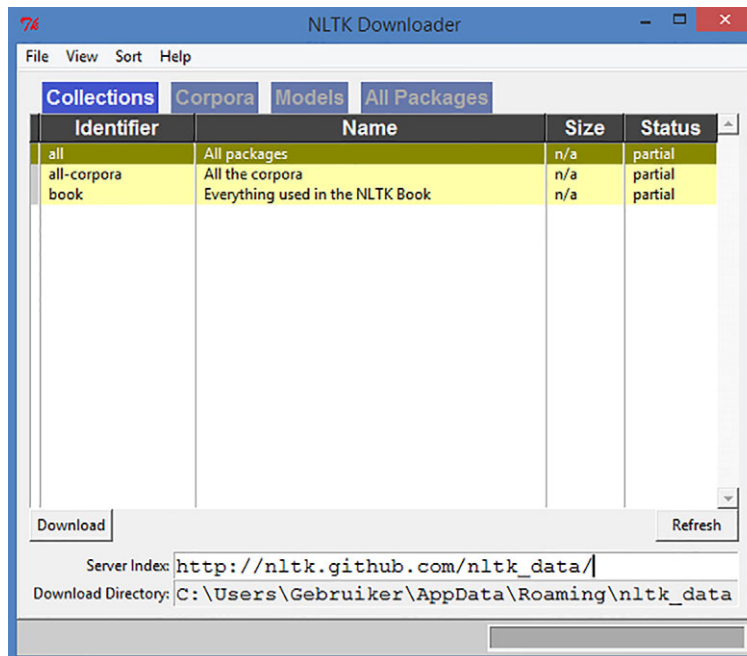 NLTK Downloader
File View Sort Help
Collections Corpora Models All Packages
Identifier Name Size Status
all All packages n/a partial
all-corpora All the corpora n/a partial
book Everything used in the NLTK Book n/a partial
Download Refresh
Server Index: http://nltk.github.com/nltk_data/
Download Directory: C:\Users\Gebruiker\AppData\Roaming\nltk_data